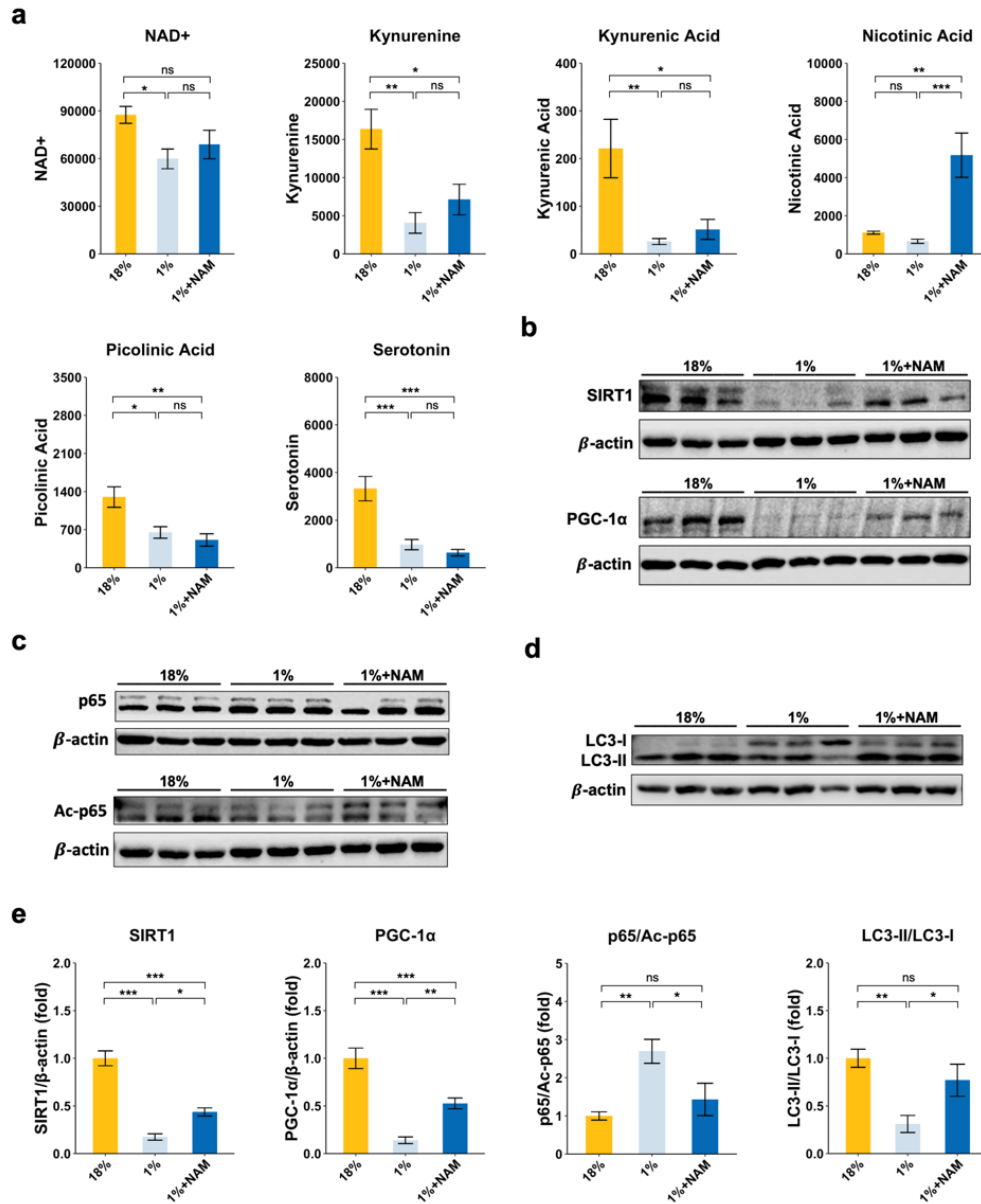 a
NAD+
120000
90000
60000
30000
0
NAD+
ns
*
ns
18%
1%
1%+NAM
Kynurenine
25000
20000
15000
10000
5000
0
Kynurenine
*
**
ns
18%
1%
1%+NAM
Kynurenic Acid
400
300
200
100
0
Kynurenic Acid
*
**
ns
18%
1%
1%+NAM
Nicotinic Acid
10000
8000
6000
4000
2000
0
Nicotinic Acid
**
ns
***
18%
1%
1%+NAM
Picolinic Acid
3500
2800
2100
1400
700
0
Picolinic Acid
**
*
ns
18%
1%
1%+NAM
Serotonin
8000
6000
4000
2000
0
Serotonin
***
***
ns
18%
1%
1%+NAM
b
18% 1% 1%+NAM
SIRT1
β-actin
18% 1% 1%+NAM
PGC-1α
β-actin
c
18% 1% 1%+NAM
p65
β-actin
18% 1% 1%+NAM
Ac-p65
β-actin
d
18% 1% 1%+NAM
LC3-I
LC3-II
β-actin
e
SIRT1
2.0
1.5
1.0
0.5
0.0
SIRT1/β-actin (fold)
***
***
*
18%
1%
1%+NAM
PGC-1α
2.0
1.5
1.0
0.5
0.0
PGC-1α/β-actin (fold)
***
***
**
18%
1%
1%+NAM
p65/Ac-p65
5
4
3
2
1
0
p65/Ac-p65 (fold)
ns
**
*
18%
1%
1%+NAM
LC3-II/LC3-I
2.0
1.5
1.0
0.5
0.0
LC3-II/LC3-I (fold)
ns
**
*
18%
1%
1%+NAM